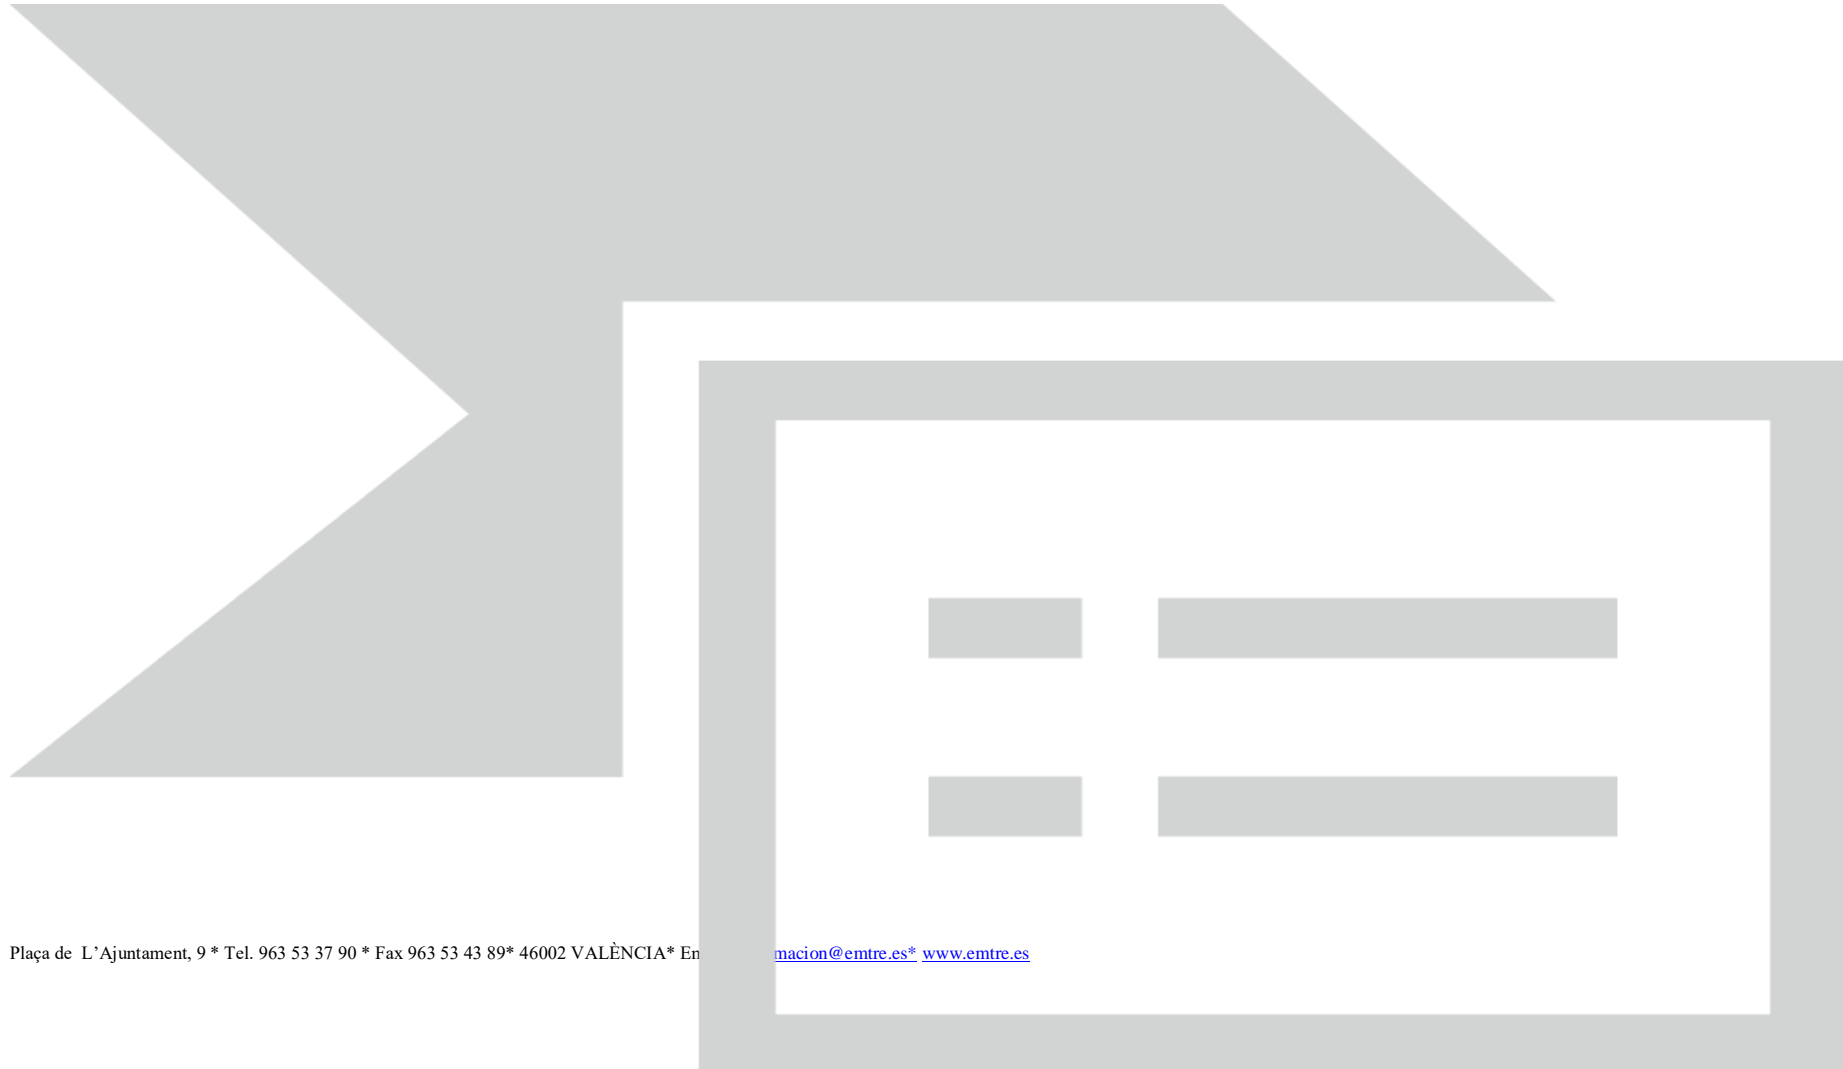 Plaça de L’Ajuntament, 9 * Tel. 963 53 37 90 * Fax 963 53 43 89* 46002 VALÈNCIA* macion@emtre.es* www.emtre.es